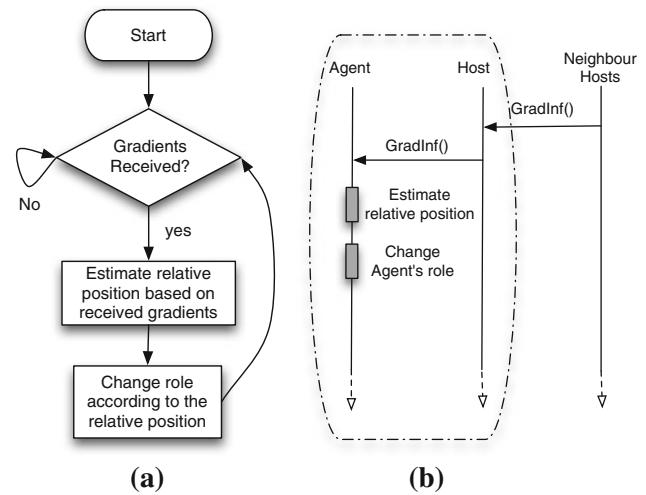 Start
Gradients
Received?
No
yes
Estimate relative
position based on
received gradients
Change role
according to the
relative position
(a)
Agent
Host
Neighbour
Hosts
GradInf()
GradInf()
Estimate
relative position
Change
Agent's role
(b)